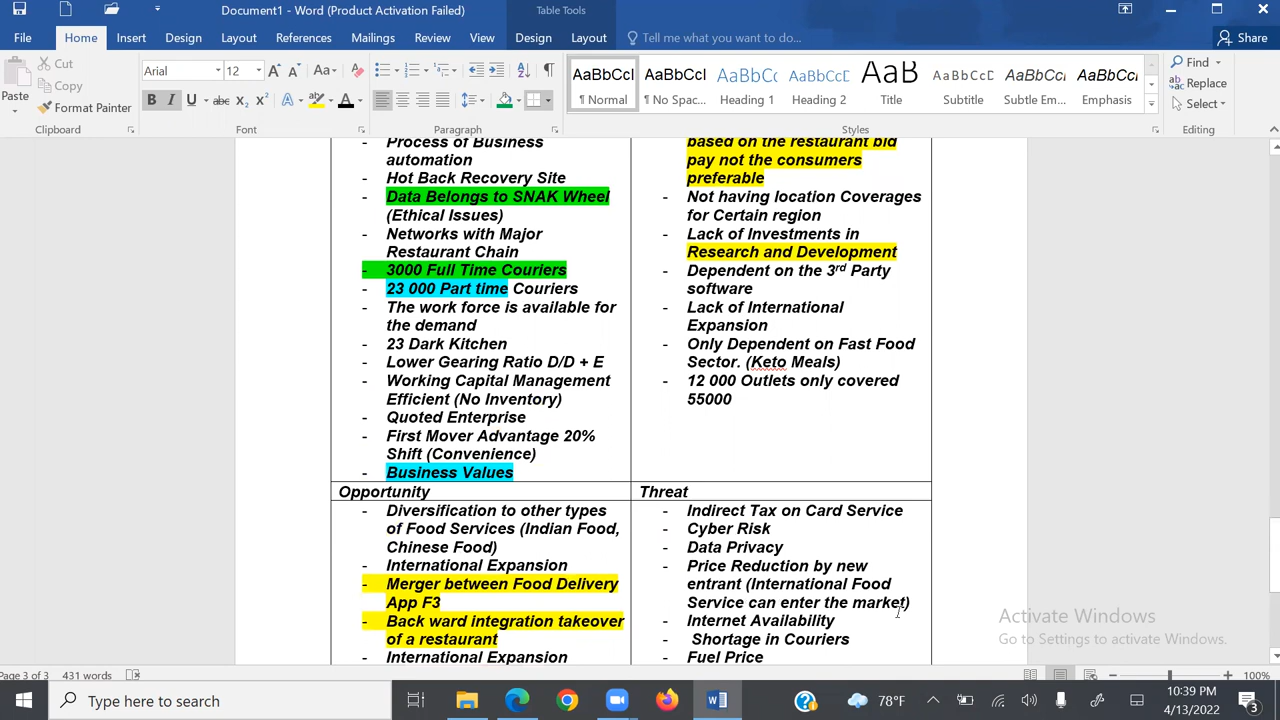 Document1 - Word (Product Activation Failed)
Table Tools
File Home Insert Design Layout References Mailings Review View Design Layout Tell me what you want to do... Share
Paste
Cut
Copy
Format Painter
Clipboard
Arial 12
Font
Paragraph
AaBbCcI AaBbCcI AaBbCc AaBbCcI AaB AaBbCcI AaBbCcI AaBbCcI
¶ Normal ¶ No Spac... Heading 1 Heading 2 Title Subtitle Subtle Em... Emphasis
Styles
Find
Replace
Select
Editing
- Process of Business
automation
- Hot Back Recovery Site
- Data Belongs to SNAK Wheel
(Ethical Issues)
- Networks with Major
Restaurant Chain
- 3000 Full Time Couriers
- 23 000 Part time Couriers
- The work force is available for
the demand
- 23 Dark Kitchen
- Lower Gearing Ratio D/D + E
- Working Capital Management
Efficient (No Inventory)
- Quoted Enterprise
- First Mover Advantage 20%
Shift (Convenience)
- Business Values
based on the restaurant bid
pay not the consumers
preferable
- Not having location Coverages
for Certain region
- Lack of Investments in
Research and Development
- Dependent on the 3rd Party
software
- Lack of International
Expansion
- Only Dependent on Fast Food
Sector. (Keto Meals)
- 12 000 Outlets only covered
55000
Opportunity
- Diversification to other types
of Food Services (Indian Food,
Chinese Food)
- International Expansion
- Merger between Food Delivery
App F3
- Back ward integration takeover
of a restaurant
- International Expansion
Threat
- Indirect Tax on Card Service
- Cyber Risk
- Data Privacy
- Price Reduction by new
entrant (International Food
Service can enter the market)
- Internet Availability
- Shortage in Couriers
- Fuel Price
Activate Windows
Go to Settings to activate Windows.
Page 3 of 3 431 words 100%
Type here to search
78°F
10:39 PM
4/13/2022
3